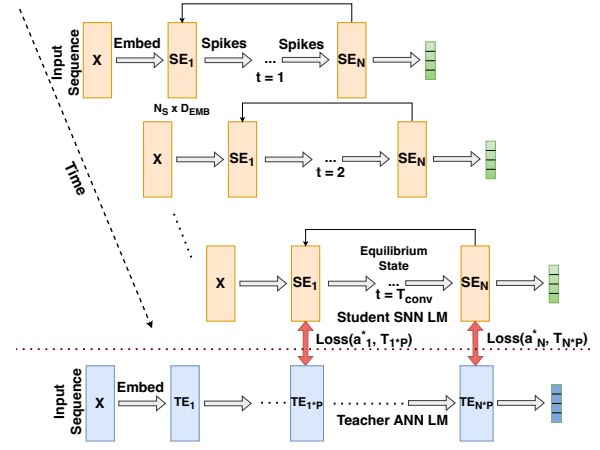 Input Sequence
X
Embed
SE1
Spikes
...
Spikes
SEN
t = 1
NS x DEMB
X
SE1
...
SEN
t = 2
Time
X
SE1
Equilibrium
State
...
SEN
t = Tconv
Student SNN LM
Loss(a*1, T1*P)
Loss(a*N, TN*P)
Input Sequence
X
Embed
TE1
TE1*P
TEN*P
Teacher ANN LM